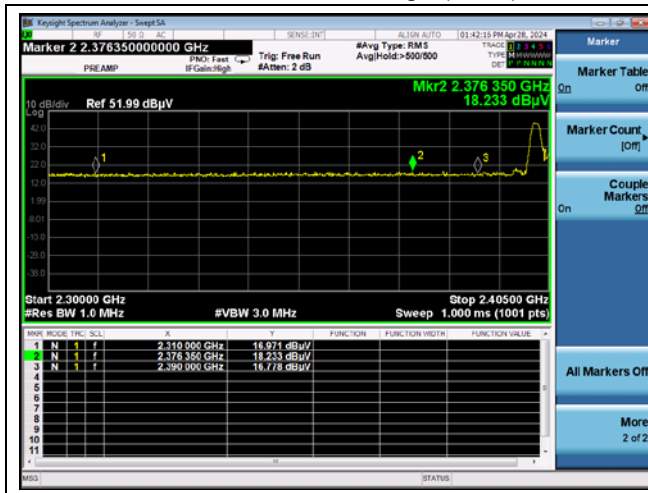 Keysight Spectrum Analyzer - Swept SA
RF 50 Ω AC SENSE:INT ALIGN AUTO 01:42:15 PM Apr 28, 2024
Marker 2 2.376350000000 GHz
PREAMP
PNO: Fast
IFGain:High
Trig: Free Run
#Atten: 2 dB
#Avg Type: RMS
Avg|Hold:>500/500
TRACE 1 2 3 4 5 6
TYPE MWWWWW
DET P P N N N N
Mkr2 2.376 350 GHz
18.233 dBµV
10 dB/div Ref 51.99 dBµV
Log
42.0
32.0
22.0
12.0
1.99
-8.01
-18.0
-28.0
-38.0
1
2
3
Start 2.30000 GHz Stop 2.40500 GHz
#Res BW 1.0 MHz #VBW 3.0 MHz Sweep 1.000 ms (1001 pts)
MKR MODE TRC SCL X Y FUNCTION FUNCTION WIDTH FUNCTION VALUE
1 N 1 f 2.310 000 GHz 16.971 dBµV
2 N 1 f 2.376 350 GHz 18.233 dBµV
3 N 1 f 2.390 000 GHz 16.778 dBµV
4
5
6
7
8
9
10
11
MSG STATUS
Marker
Marker Table
On Off
Marker Count
[Off]
Couple
Markers
On Off
All Markers Off
More
2 of 2